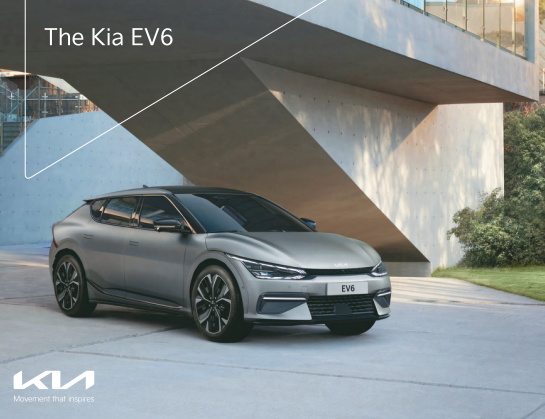 The Kia EV6
EV6
KIA
Movement that inspires